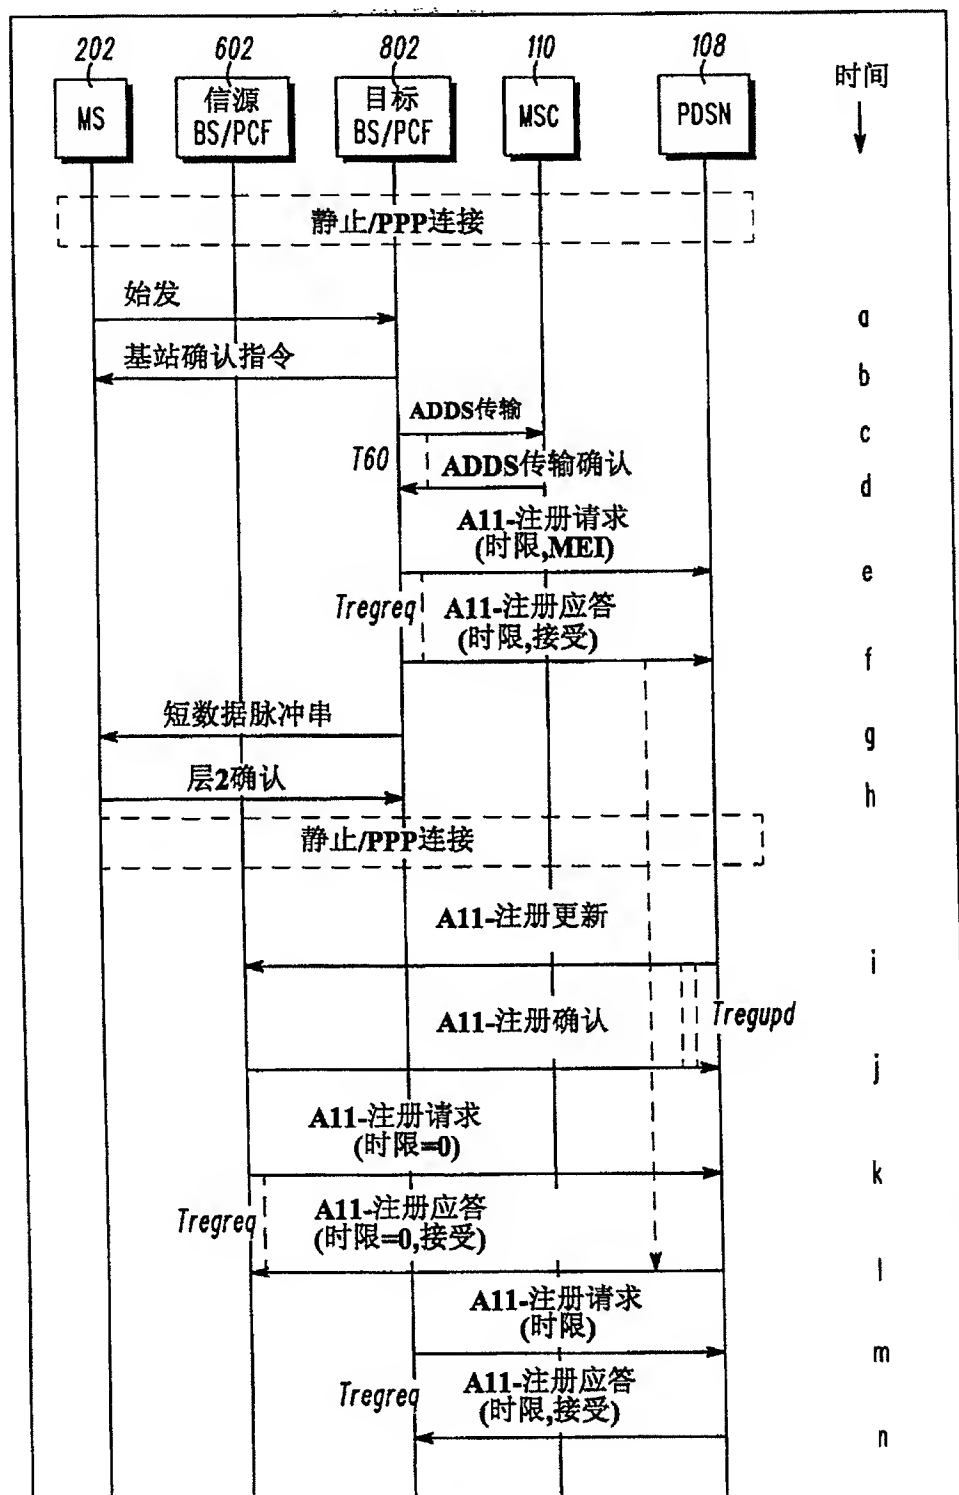 202 602 802 110 108
MS
信源
BS/PCF
目标
BS/PCF
MSC
PDSN
时间
静止/PPP连接
始发
a
基站确认指令
b
ADDS传输
c
T60
ADDS传输确认
d
A11-注册请求
(时限,MEI)
e
Tregreq
A11-注册应答
(时限,接受)
f
短数据脉冲串
g
层2确认
h
静止/PPP连接
A11-注册更新
i
A11-注册确认
Tregupd
j
A11-注册请求
(时限=0)
k
Tregreq
A11-注册应答
(时限=0,接受)
l
A11-注册请求
(时限)
m
Tregreq
A11-注册应答
(时限,接受)
n